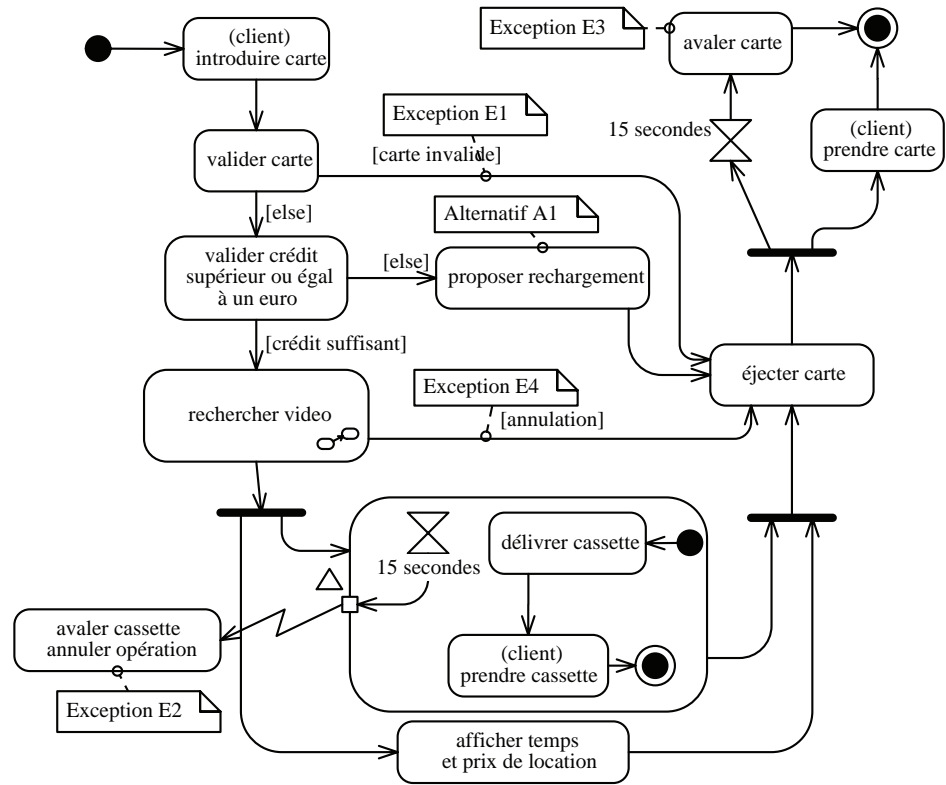 Exception E3
(client)
introduire carte
avaler carte
Exception E1
15 secondes
(client)
prendre carte
[carte invalide]
valider carte
[else]
Alternatif A1
valider crédit
supérieur ou égal
à un euro
[else]
proposer rechargement
[crédit suffisant]
éjecter carte
Exception E4
rechercher video
[annulation]
délivrer cassette
15 secondes
avaler cassette
annuler opération
(client)
prendre cassette
Exception E2
afficher temps
et prix de location